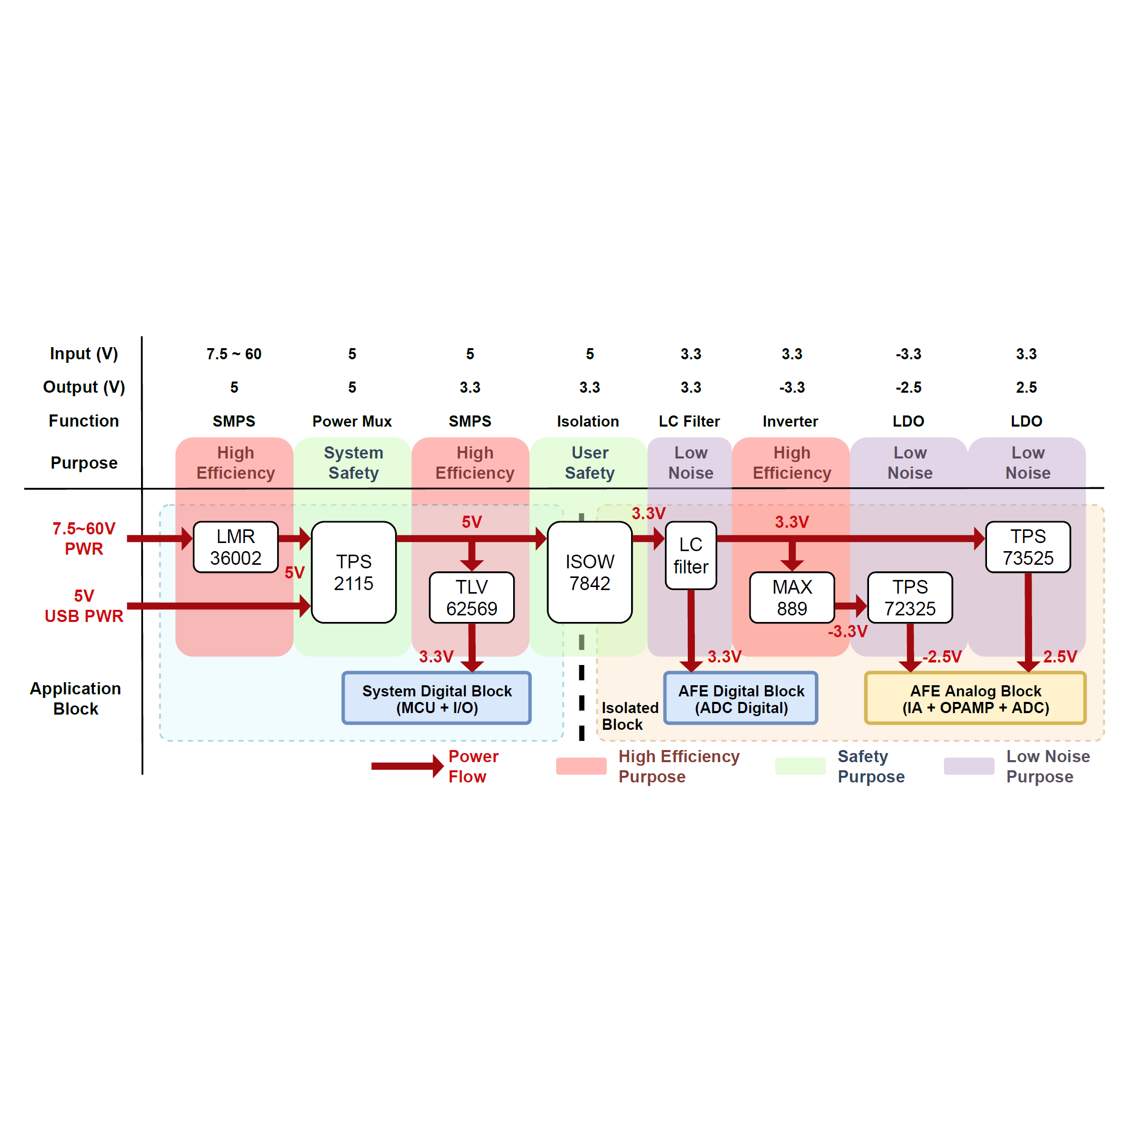 Input (V) 7.5 ~ 60 5 5 5 3.3 3.3 -3.3 3.3
Output (V) 5 5 3.3 3.3 3.3 -3.3 -2.5 2.5
Function SMPS Power Mux SMPS Isolation LC Filter Inverter LDO LDO
Purpose
High
Efficiency
System
Safety
High
Efficiency
User
Safety
Low
Noise
High
Efficiency
Low
Noise
Low
Noise
7.5~60V
PWR
5V
USB PWR
LMR
36002
5V
TPS
2115
5V
TLV
62569
3.3V
ISOW
7842
3.3V
LC
filter
3.3V
3.3V
MAX
889
-3.3V
TPS
72325
-2.5V
TPS
73525
2.5V
Application
Block
System Digital Block
(MCU + I/O)
Isolated
Block
AFE Digital Block
(ADC Digital)
AFE Analog Block
(IA + OPAMP + ADC)
Power
Flow
High Efficiency
Purpose
Safety
Purpose
Low Noise
Purpose